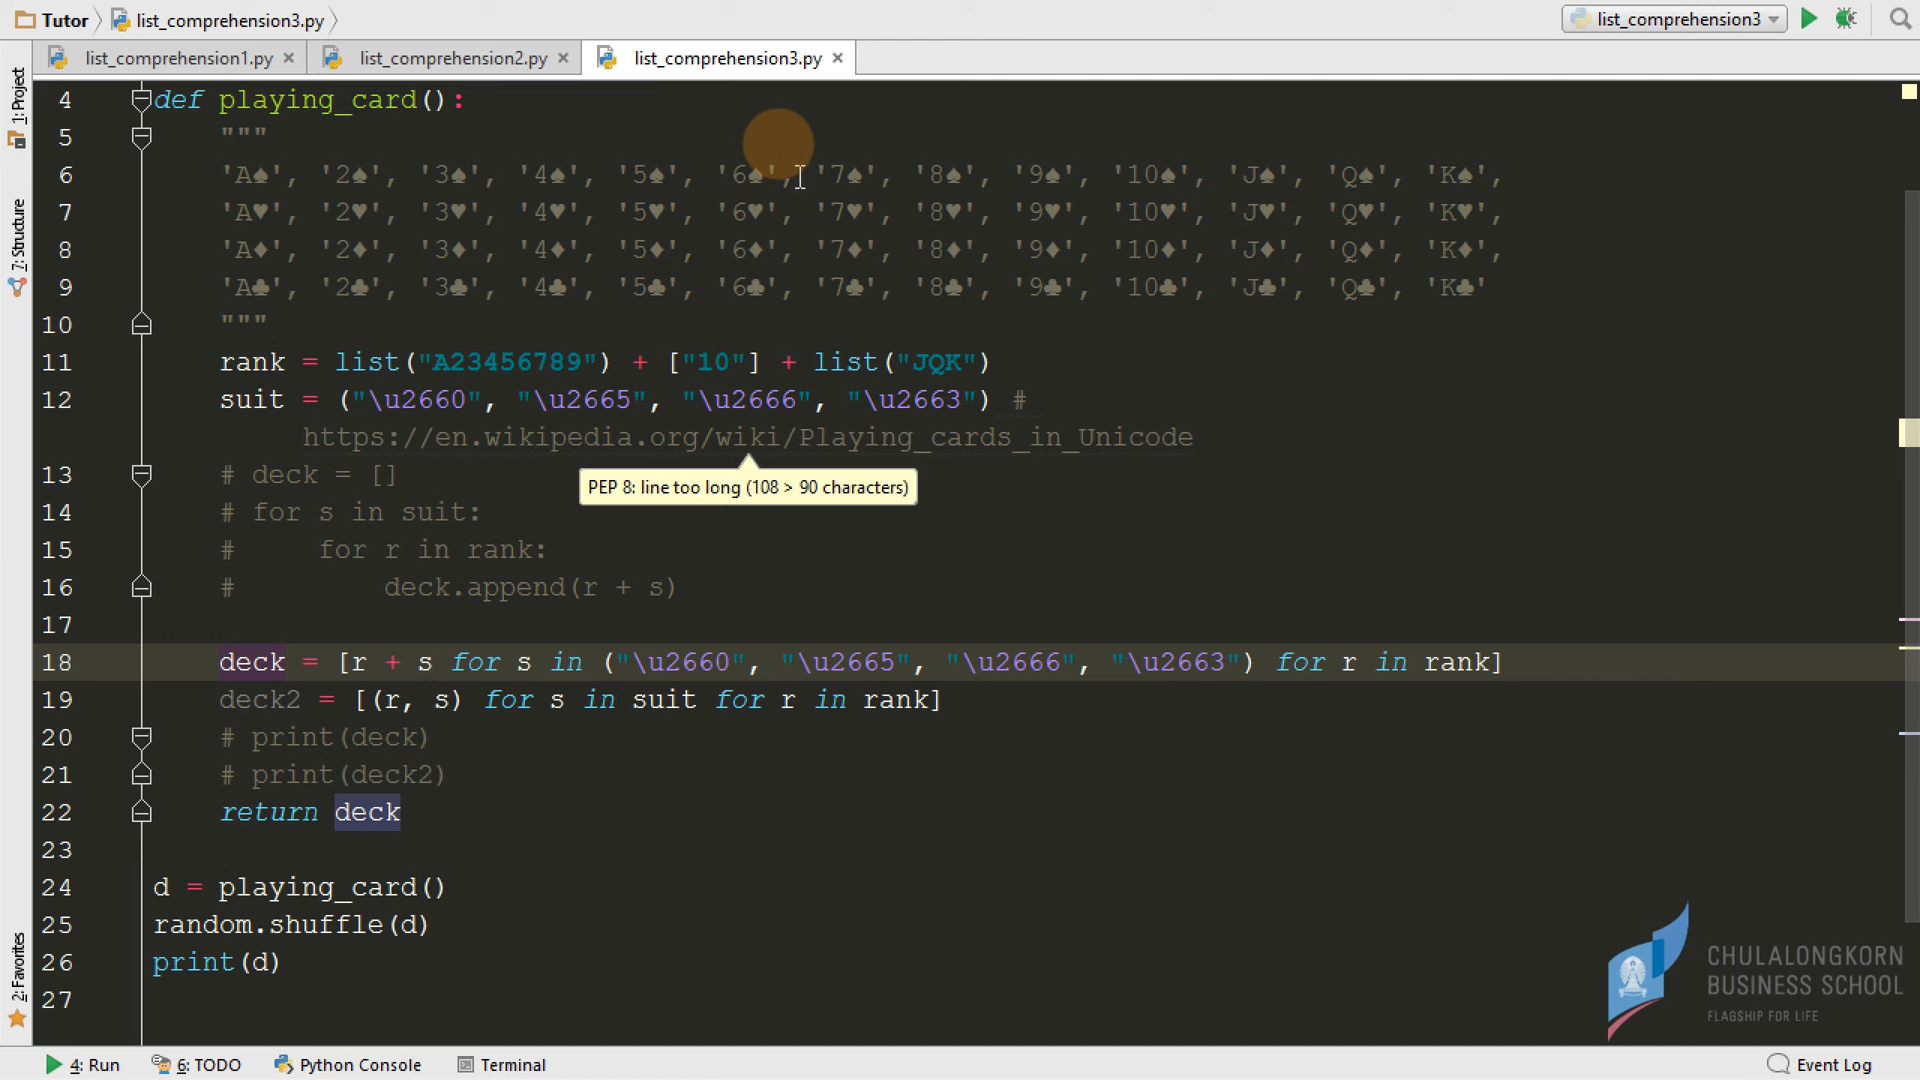 Tutor list_comprehension3.py list_comprehension3
list_comprehension1.py list_comprehension2.py list_comprehension3.py
1: Project
7: Structure
2: Favorites
4 def playing_card():
5 """
6 'A♠', '2♠', '3♠', '4♠', '5♠', '6♠', '7♠', '8♠', '9♠', '10♠', 'J♠', 'Q♠', 'K♠',
7 'A♥', '2♥', '3♥', '4♥', '5♥', '6♥', '7♥', '8♥', '9♥', '10♥', 'J♥', 'Q♥', 'K♥',
8 'A♦', '2♦', '3♦', '4♦', '5♦', '6♦', '7♦', '8♦', '9♦', '10♦', 'J♦', 'Q♦', 'K♦',
9 'A♣', '2♣', '3♣', '4♣', '5♣', '6♣', '7♣', '8♣', '9♣', '10♣', 'J♣', 'Q♣', 'K♣'
10 """
11 rank = list("A23456789") + ["10"] + list("JQK")
12 suit = ("\u2660", "\u2665", "\u2666", "\u2663") #
https://en.wikipedia.org/wiki/Playing_cards_in_Unicode
13 # deck = []
PEP 8: line too long (108 > 90 characters)
14 # for s in suit:
15 #     for r in rank:
16 #         deck.append(r + s)
17
18 deck = [r + s for s in ("\u2660", "\u2665", "\u2666", "\u2663") for r in rank]
19 deck2 = [(r, s) for s in suit for r in rank]
20 # print(deck)
21 # print(deck2)
22 return deck
23
24 d = playing_card()
25 random.shuffle(d)
26 print(d)
27
CHULALONGKORN
BUSINESS SCHOOL
FLAGSHIP FOR LIFE
4: Run 6: TODO Python Console Terminal Event Log